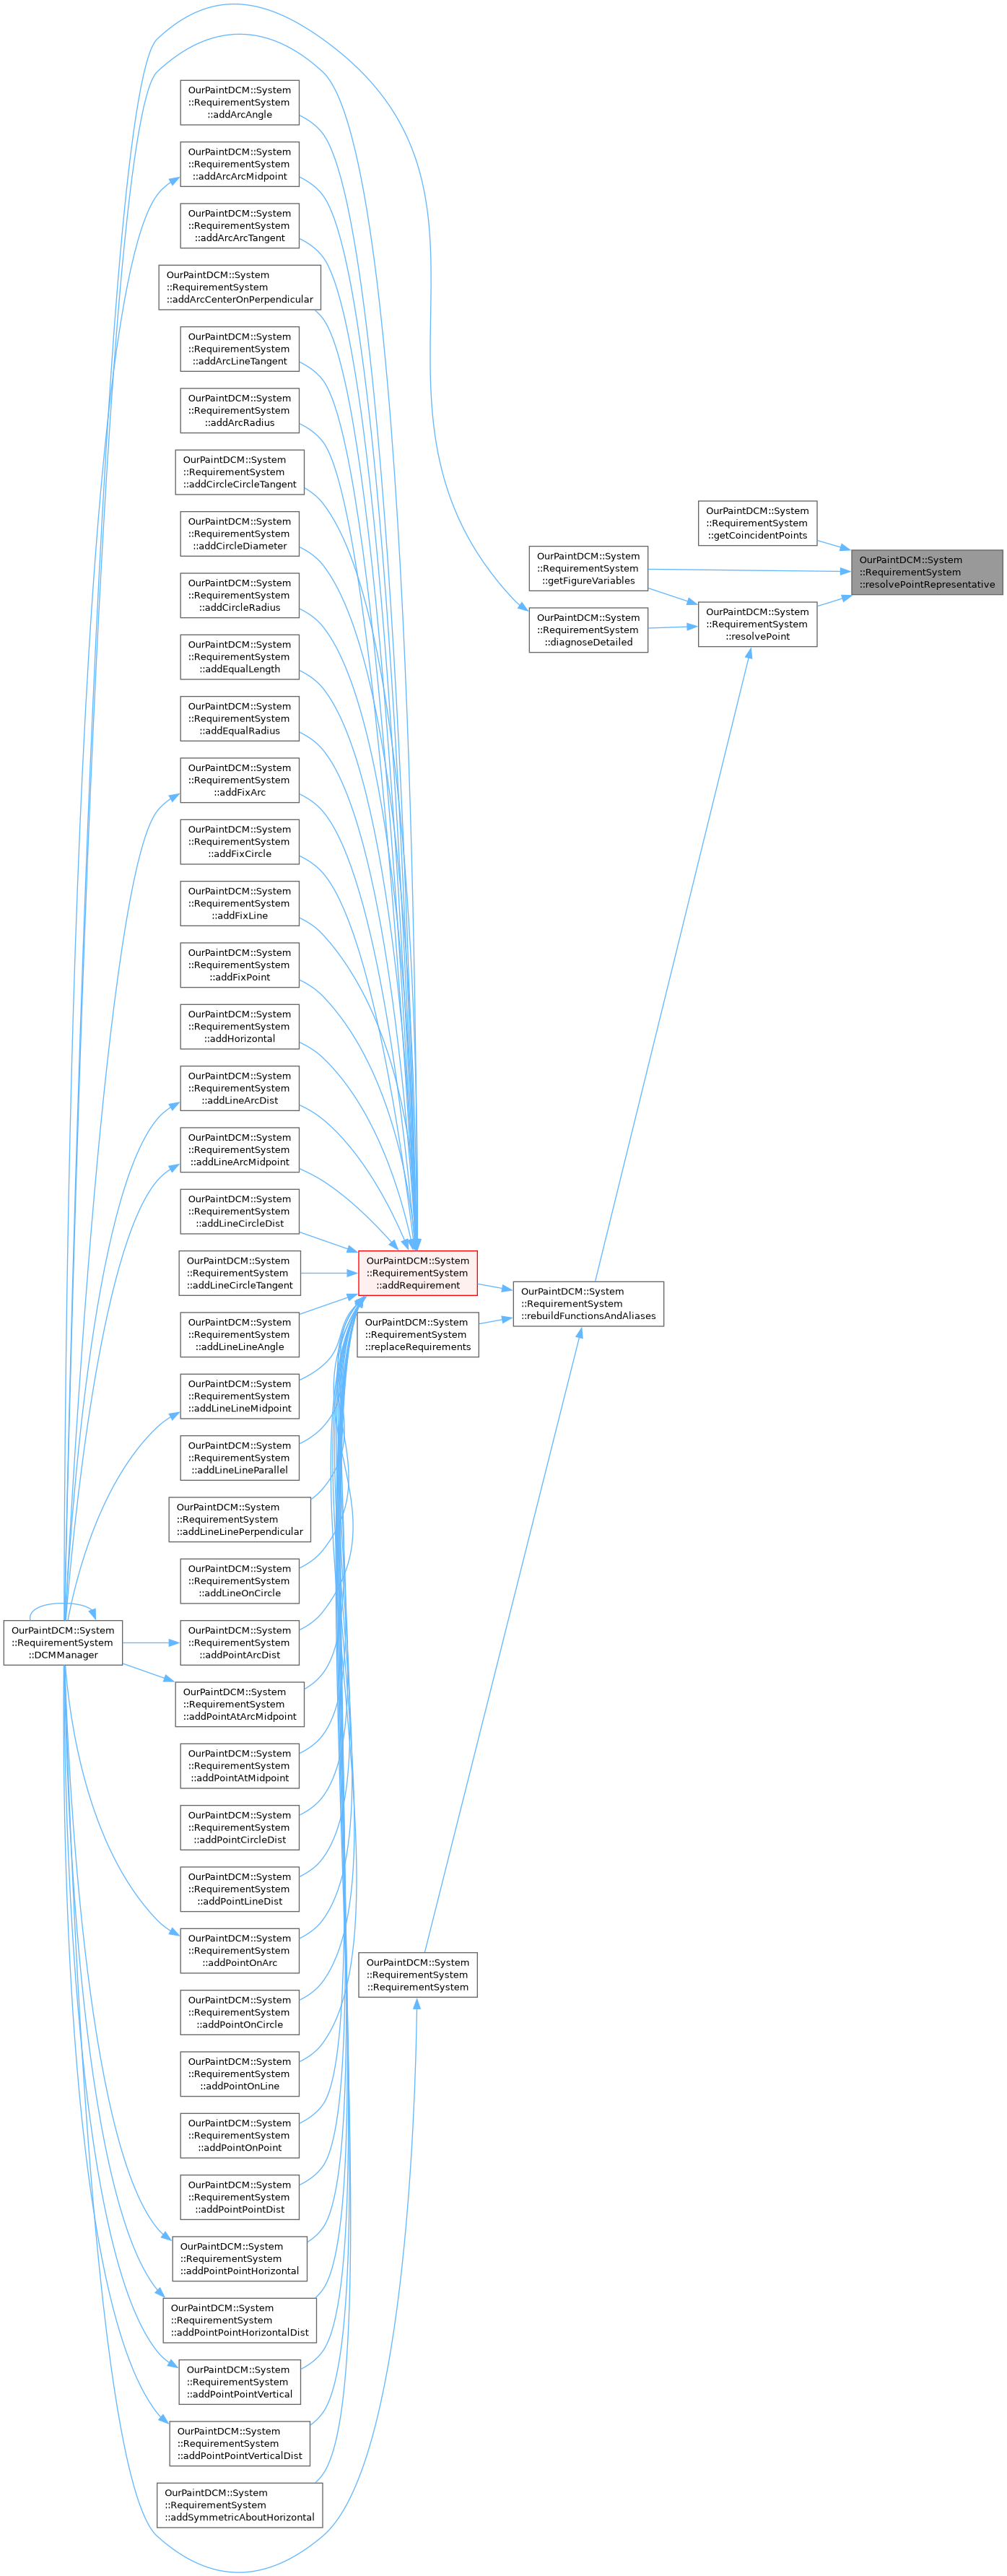 OurPaintDCM::System
::RequirementSystem
::addArcAngle
OurPaintDCM::System
::RequirementSystem
::addArcArcMidpoint
OurPaintDCM::System
::RequirementSystem
::addArcArcTangent
OurPaintDCM::System
::RequirementSystem
::addArcCenterOnPerpendicular
OurPaintDCM::System
::RequirementSystem
::addArcLineTangent
OurPaintDCM::System
::RequirementSystem
::addArcRadius
OurPaintDCM::System
::RequirementSystem
::addCircleCircleTangent
OurPaintDCM::System
::RequirementSystem
::addCircleDiameter
OurPaintDCM::System
::RequirementSystem
::addCircleRadius
OurPaintDCM::System
::RequirementSystem
::addEqualLength
OurPaintDCM::System
::RequirementSystem
::addEqualRadius
OurPaintDCM::System
::RequirementSystem
::addFixArc
OurPaintDCM::System
::RequirementSystem
::addFixCircle
OurPaintDCM::System
::RequirementSystem
::addFixLine
OurPaintDCM::System
::RequirementSystem
::addFixPoint
OurPaintDCM::System
::RequirementSystem
::addHorizontal
OurPaintDCM::System
::RequirementSystem
::addLineArcDist
OurPaintDCM::System
::RequirementSystem
::addLineArcMidpoint
OurPaintDCM::System
::RequirementSystem
::addLineCircleDist
OurPaintDCM::System
::RequirementSystem
::addLineCircleTangent
OurPaintDCM::System
::RequirementSystem
::addLineLineAngle
OurPaintDCM::System
::RequirementSystem
::addLineLineMidpoint
OurPaintDCM::System
::RequirementSystem
::addLineLineParallel
OurPaintDCM::System
::RequirementSystem
::addLineLinePerpendicular
OurPaintDCM::System
::RequirementSystem
::addLineOnCircle
OurPaintDCM::System
::RequirementSystem
::DCMManager
OurPaintDCM::System
::RequirementSystem
::addPointArcDist
OurPaintDCM::System
::RequirementSystem
::addPointAtArcMidpoint
OurPaintDCM::System
::RequirementSystem
::addPointAtMidpoint
OurPaintDCM::System
::RequirementSystem
::addPointCircleDist
OurPaintDCM::System
::RequirementSystem
::addPointLineDist
OurPaintDCM::System
::RequirementSystem
::addPointOnArc
OurPaintDCM::System
::RequirementSystem
::addPointOnCircle
OurPaintDCM::System
::RequirementSystem
::addPointOnLine
OurPaintDCM::System
::RequirementSystem
::addPointOnPoint
OurPaintDCM::System
::RequirementSystem
::addPointPointDist
OurPaintDCM::System
::RequirementSystem
::addPointPointHorizontal
OurPaintDCM::System
::RequirementSystem
::addPointPointHorizontalDist
OurPaintDCM::System
::RequirementSystem
::addPointPointVertical
OurPaintDCM::System
::RequirementSystem
::addPointPointVerticalDist
OurPaintDCM::System
::RequirementSystem
::addSymmetricAboutHorizontal
OurPaintDCM::System
::RequirementSystem
::addRequirement
OurPaintDCM::System
::RequirementSystem
::replaceRequirements
OurPaintDCM::System
::RequirementSystem
::RequirementSystem
OurPaintDCM::System
::RequirementSystem
::getFigureVariables
OurPaintDCM::System
::RequirementSystem
::diagnoseDetailed
OurPaintDCM::System
::RequirementSystem
::rebuildFunctionsAndAliases
OurPaintDCM::System
::RequirementSystem
::getCoincidentPoints
OurPaintDCM::System
::RequirementSystem
::resolvePoint
OurPaintDCM::System
::RequirementSystem
::resolvePointRepresentative